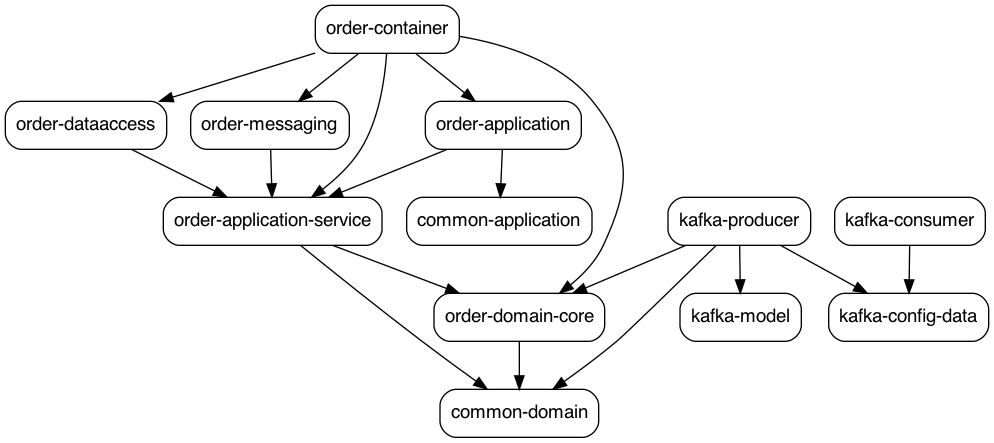 order-container
order-dataaccess
order-messaging
order-application
order-application-service
common-application
kafka-producer
kafka-consumer
order-domain-core
kafka-model
kafka-config-data
common-domain